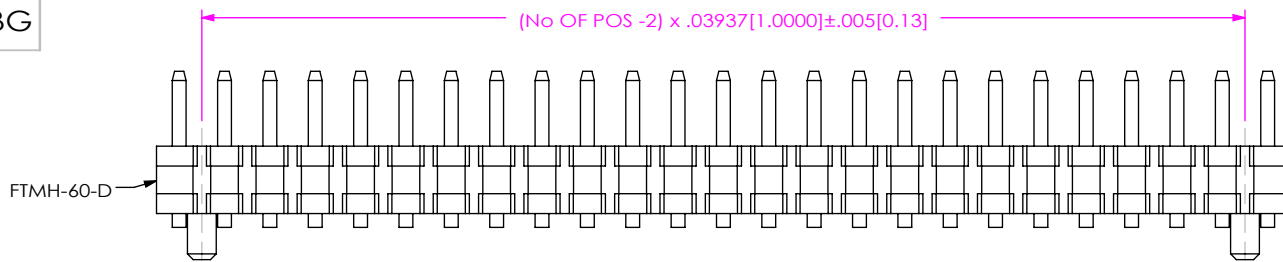 BG
(No OF POS -2) x .03937[1.0000]±.005[0.13]
FTMH-60-D